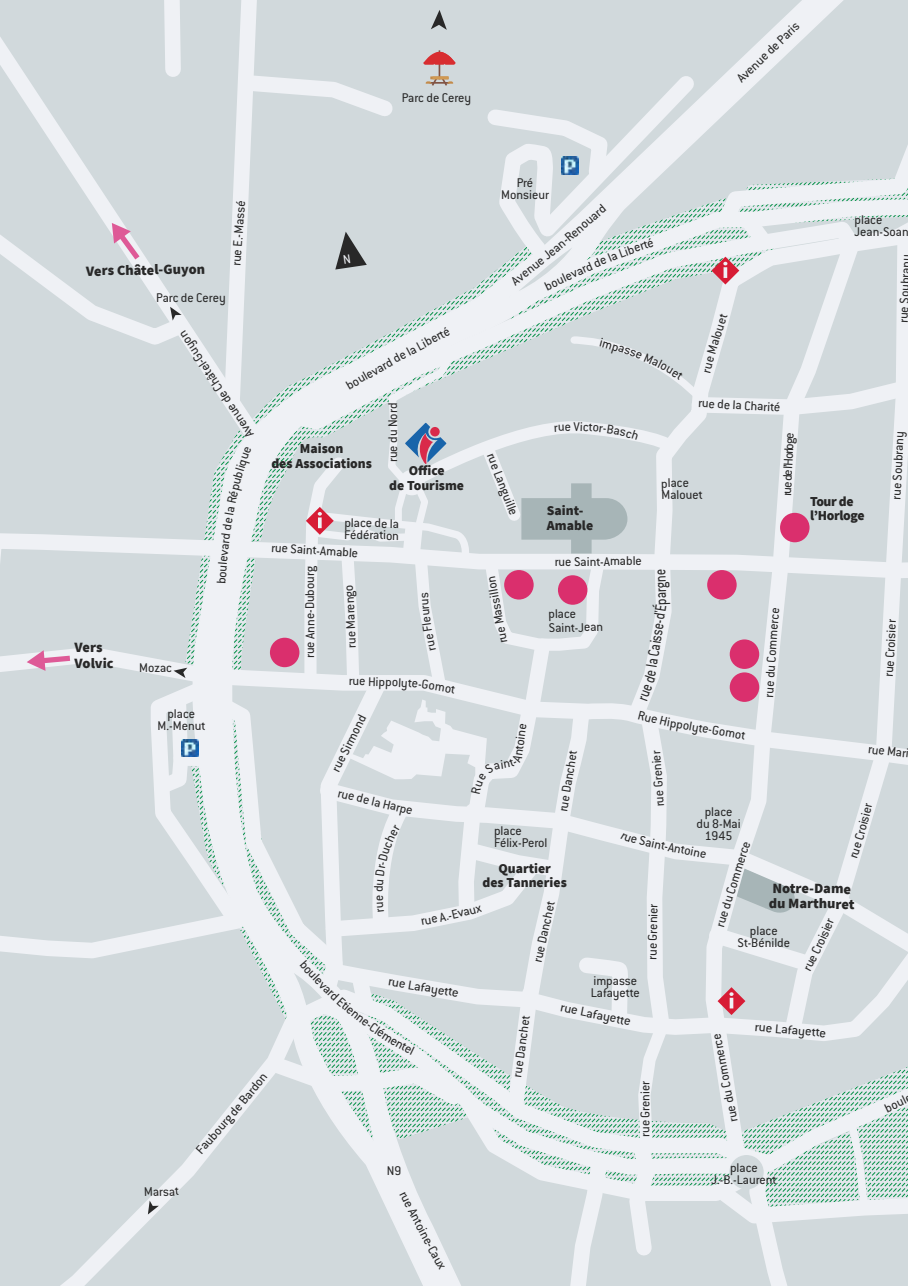 Avenue de Paris
Parc de Cerey
P
Pré
Monsieur
rue E.-Massé
Avenue Jean-Renouard
place
Jean-Soan
N
boulevard de la Liberté
Vers Châtel-Guyon
i
rue Soubrany
Parc de Cerey
boulevard de la Liberté
rue Malouet
impasse Malouet
Avenue de Châtel-Guyon
rue de la Charité
rue du Nord
rue Victor-Basch
rue de l'Horloge
rue Soubrany
Maison
des Associations
Office
de Tourisme
boulevard de la République
rue Languille
place
Malouet
Tour de
l'Horloge
Saint-
Amable
i
place de la
Fédération
rue Saint-Amable
rue Saint-Amable
rue Anne-Dubourg
rue Marengo
rue Fleurus
rue Massillon
place
Saint-Jean
rue de la Caisse-d'Épargne
rue du Commerce
rue Croisier
Vers
Volvic
Mozac
rue Hippolyte-Gomot
place
M.-Menut
P
rue Sirmond
Rue Saint-Antoine
Rue Hippolyte-Gomot
rue Mari
rue Danchet
rue Grenier
rue de la Harpe
place
du 8-Mai
1945
rue Croisier
rue du Dr-Ducher
place
Félix-Perol
rue Saint-Antoine
Quartier
des Tanneries
rue du Commerce
Notre-Dame
du Marthuret
rue A.-Evaux
rue Danchet
rue Grenier
place
St-Bénilde
rue Croisier
boulevard Etienne-Clémentel
rue Lafayette
impasse
Lafayette
i
rue Lafayette
rue Lafayette
rue Danchet
rue du Commerce
rue Grenier
boule
Faubourg de Bardon
N9
place
J.-B.-Laurent
Marsat
rue Antoine-Caux